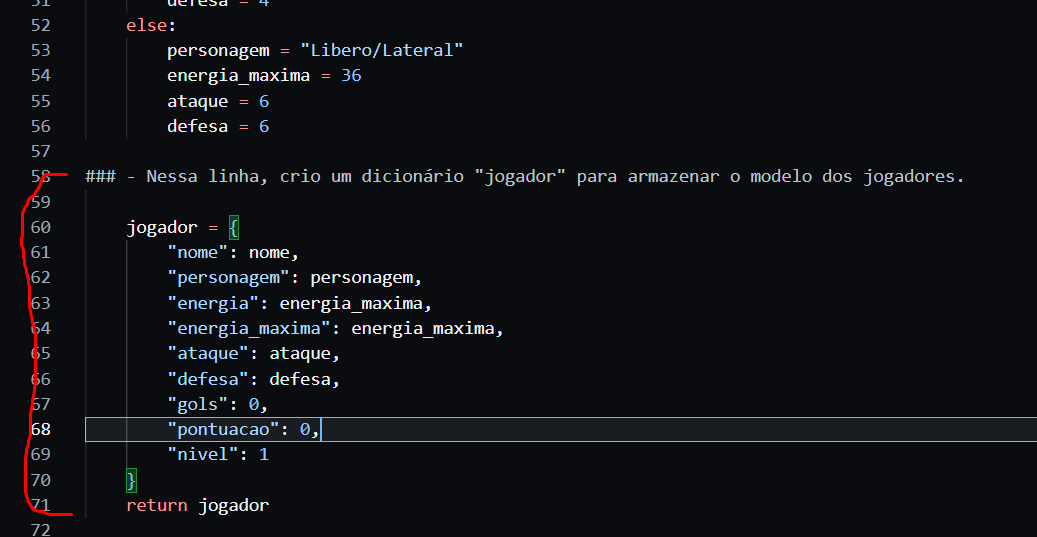 51 defesa = 4
52 else:
53 personagem = "Libero/Lateral"
54 energia_maxima = 36
55 ataque = 6
56 defesa = 6
57
58 ### - Nessa linha, crio um dicionário "jogador" para armazenar o modelo dos jogadores.
59
60 jogador = {
61 "nome": nome,
62 "personagem": personagem,
63 "energia": energia_maxima,
64 "energia_maxima": energia_maxima,
65 "ataque": ataque,
66 "defesa": defesa,
67 "gols": 0,
68 "pontuacao": 0,
69 "nivel": 1
70 }
71 return jogador
72